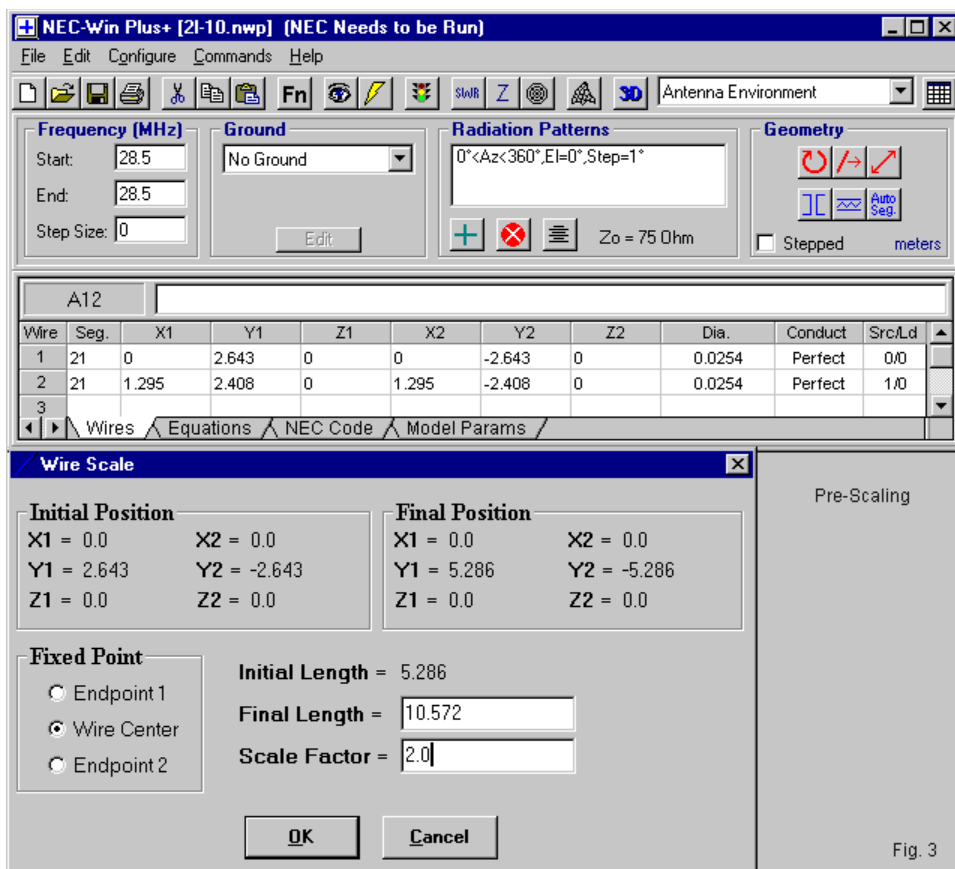 NEC-Win Plus+ [2l-10.nwp] (NEC Needs to be Run)
File Edit Configure Commands Help
Fn SWR Z 3D Antenna Environment
Frequency (MHz)
Start: 28.5
End: 28.5
Step Size: 0
Ground
No Ground
Edit
Radiation Patterns
0°<Az<360°,El=0°,Step=1°
Zo = 75 Ohm
Geometry
Auto Seg.
Stepped meters
A12
Wire Seg. X1 Y1 Z1 X2 Y2 Z2 Dia. Conduct Src/Ld
1 21 0 2.643 0 0 -2.643 0 0.0254 Perfect 0/0
2 21 1.295 2.408 0 1.295 -2.408 0 0.0254 Perfect 1/0
3
Wires Equations NEC Code Model Params
Wire Scale
Initial Position
X1 = 0.0 X2 = 0.0
Y1 = 2.643 Y2 = -2.643
Z1 = 0.0 Z2 = 0.0
Final Position
X1 = 0.0 X2 = 0.0
Y1 = 5.286 Y2 = -5.286
Z1 = 0.0 Z2 = 0.0
Fixed Point
Endpoint 1
Wire Center
Endpoint 2
Initial Length = 5.286
Final Length = 10.572
Scale Factor = 2.0
OK Cancel
Pre-Scaling
Fig. 3